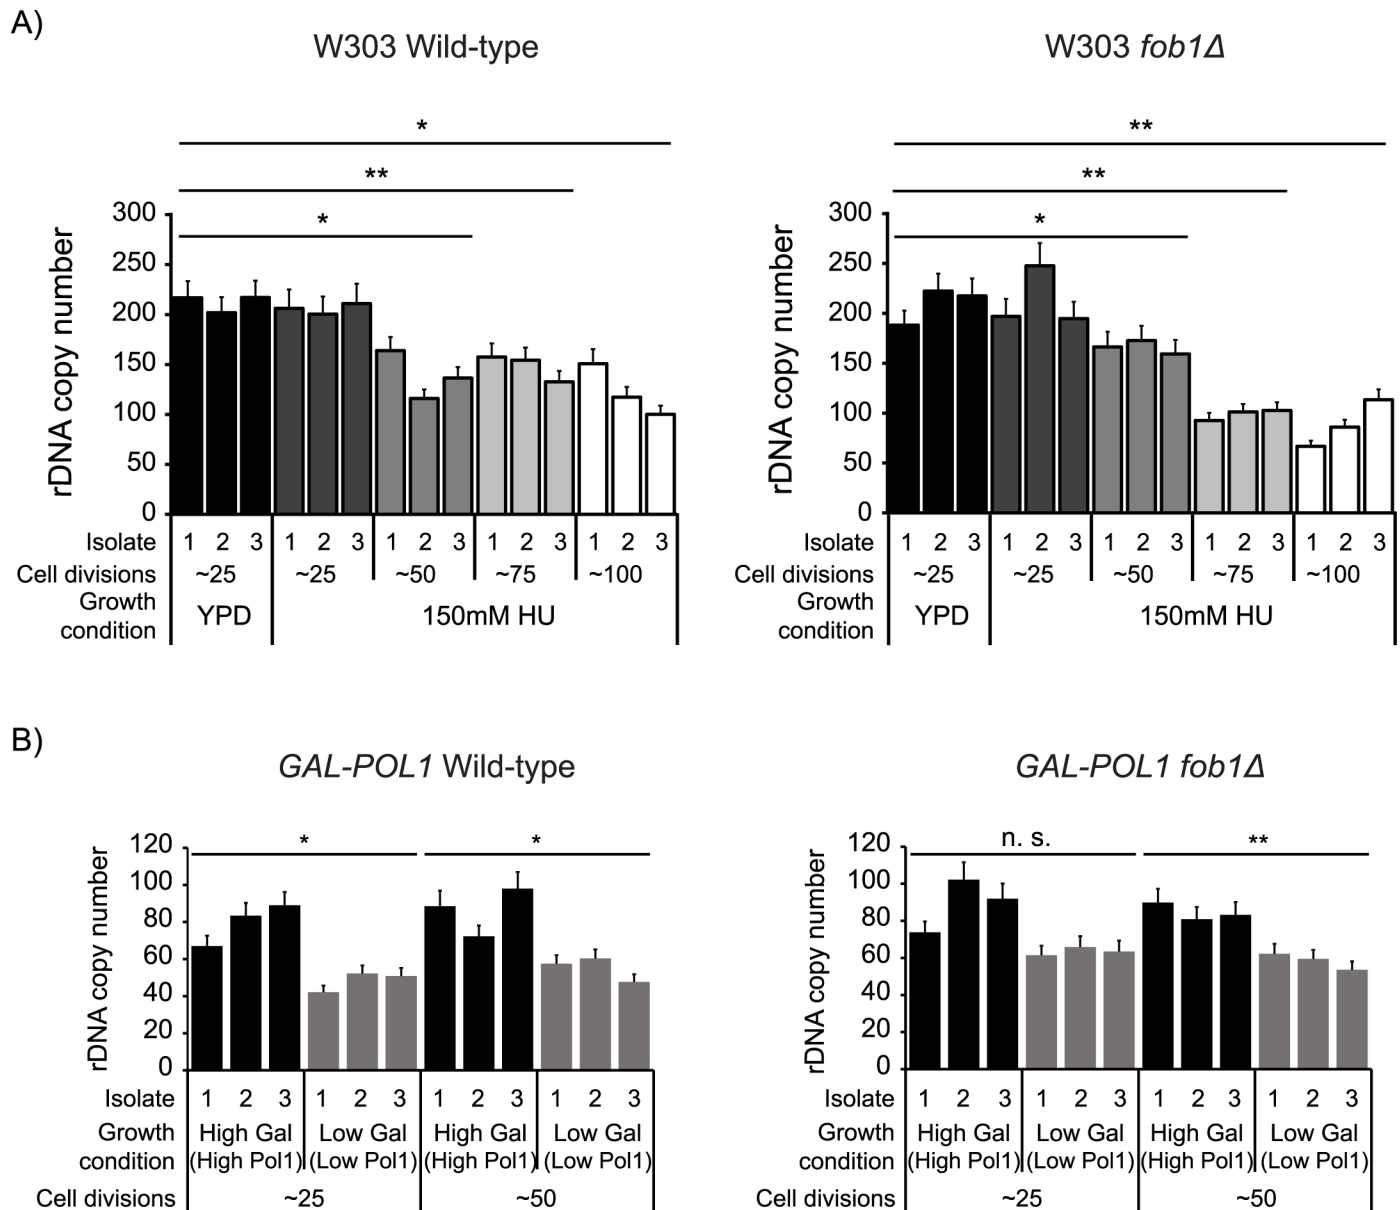 A)
W303 Wild-type
*
**
*
rDNA copy number
300
250
200
150
100
50
0
Isolate 1 2 3 1 2 3 1 2 3 1 2 3 1 2 3
Cell divisions ~25 ~25 ~50 ~75 ~100
Growth condition YPD 150mM HU
W303 fob1Δ
**
**
*
rDNA copy number
300
250
200
150
100
50
0
Isolate 1 2 3 1 2 3 1 2 3 1 2 3 1 2 3
Cell divisions ~25 ~25 ~50 ~75 ~100
Growth condition YPD 150mM HU
B)
GAL-POL1 Wild-type
* *
rDNA copy number
120
100
80
60
40
20
0
Isolate 1 2 3 1 2 3 1 2 3 1 2 3
Growth High Gal Low Gal High Gal Low Gal
condition (High Pol1) (Low Pol1) (High Pol1) (Low Pol1)
Cell divisions ~25 ~50
GAL-POL1 fob1Δ
n. s. **
rDNA copy number
120
100
80
60
40
20
0
Isolate 1 2 3 1 2 3 1 2 3 1 2 3
Growth High Gal Low Gal High Gal Low Gal
condition (High Pol1) (Low Pol1) (High Pol1) (Low Pol1)
Cell divisions ~25 ~50